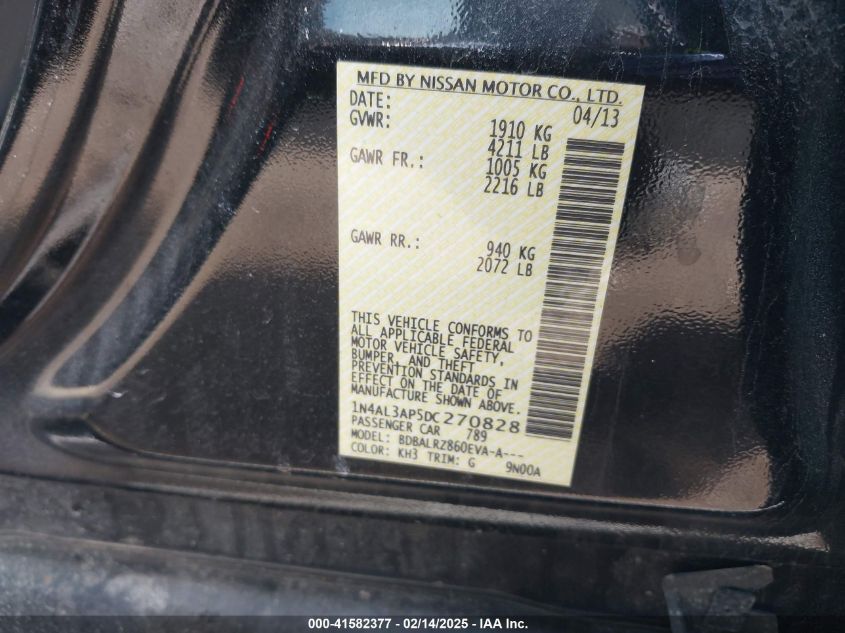 MFD BY NISSAN MOTOR CO., LTD.
DATE: 04/13
GVWR: 1910 KG
4211 LB
GAWR FR.: 1005 KG
2216 LB
GAWR RR.: 940 KG
2072 LB
THIS VEHICLE CONFORMS TO
ALL APPLICABLE FEDERAL
MOTOR VEHICLE SAFETY,
BUMPER, AND THEFT
PREVENTION STANDARDS IN
EFFECT ON THE DATE OF
MANUFACTURE SHOWN ABOVE.
1N4AL3AP5DC270828
PASSENGER CAR 789
MODEL: BDBALRZ860EVA-A---
COLOR: KH3 TRIM: G 9N00A
000-41582377 - 02/14/2025 - IAA Inc.